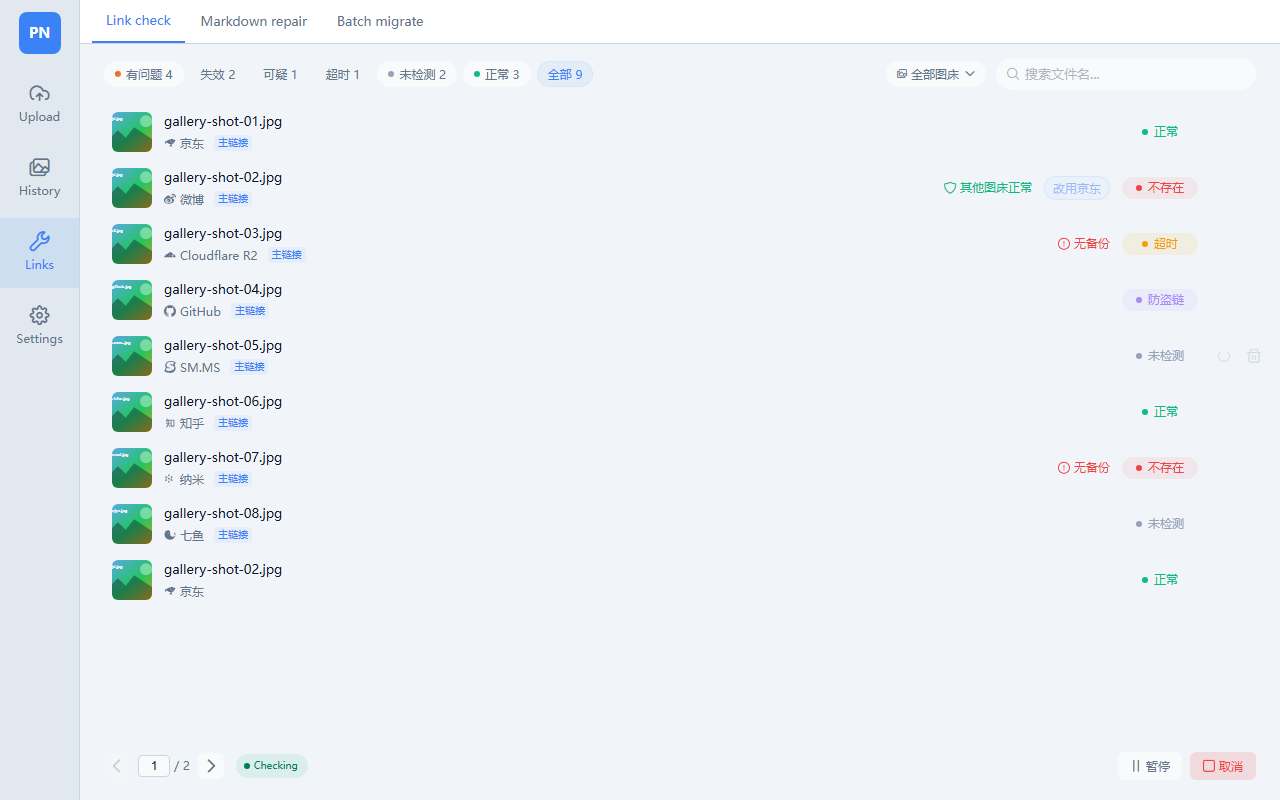 PN
Upload
History
Links
Settings
Link check
Markdown repair
Batch migrate
有问题 4
失效 2
可疑 1
超时 1
未检测 2
正常 3
全部 9
全部图床
搜索文件名...
gallery-shot-01.jpg
京东 主链接
正常
gallery-shot-02.jpg
微博 主链接
其他图床正常 改用京东 不存在
gallery-shot-03.jpg
Cloudflare R2 主链接
无备份 超时
gallery-shot-04.jpg
GitHub 主链接
防盗链
gallery-shot-05.jpg
SM.MS 主链接
未检测
gallery-shot-06.jpg
知 知乎 主链接
正常
gallery-shot-07.jpg
纳米 主链接
无备份 不存在
gallery-shot-08.jpg
七鱼 主链接
未检测
gallery-shot-02.jpg
京东
正常
1 / 2
Checking
暂停
取消